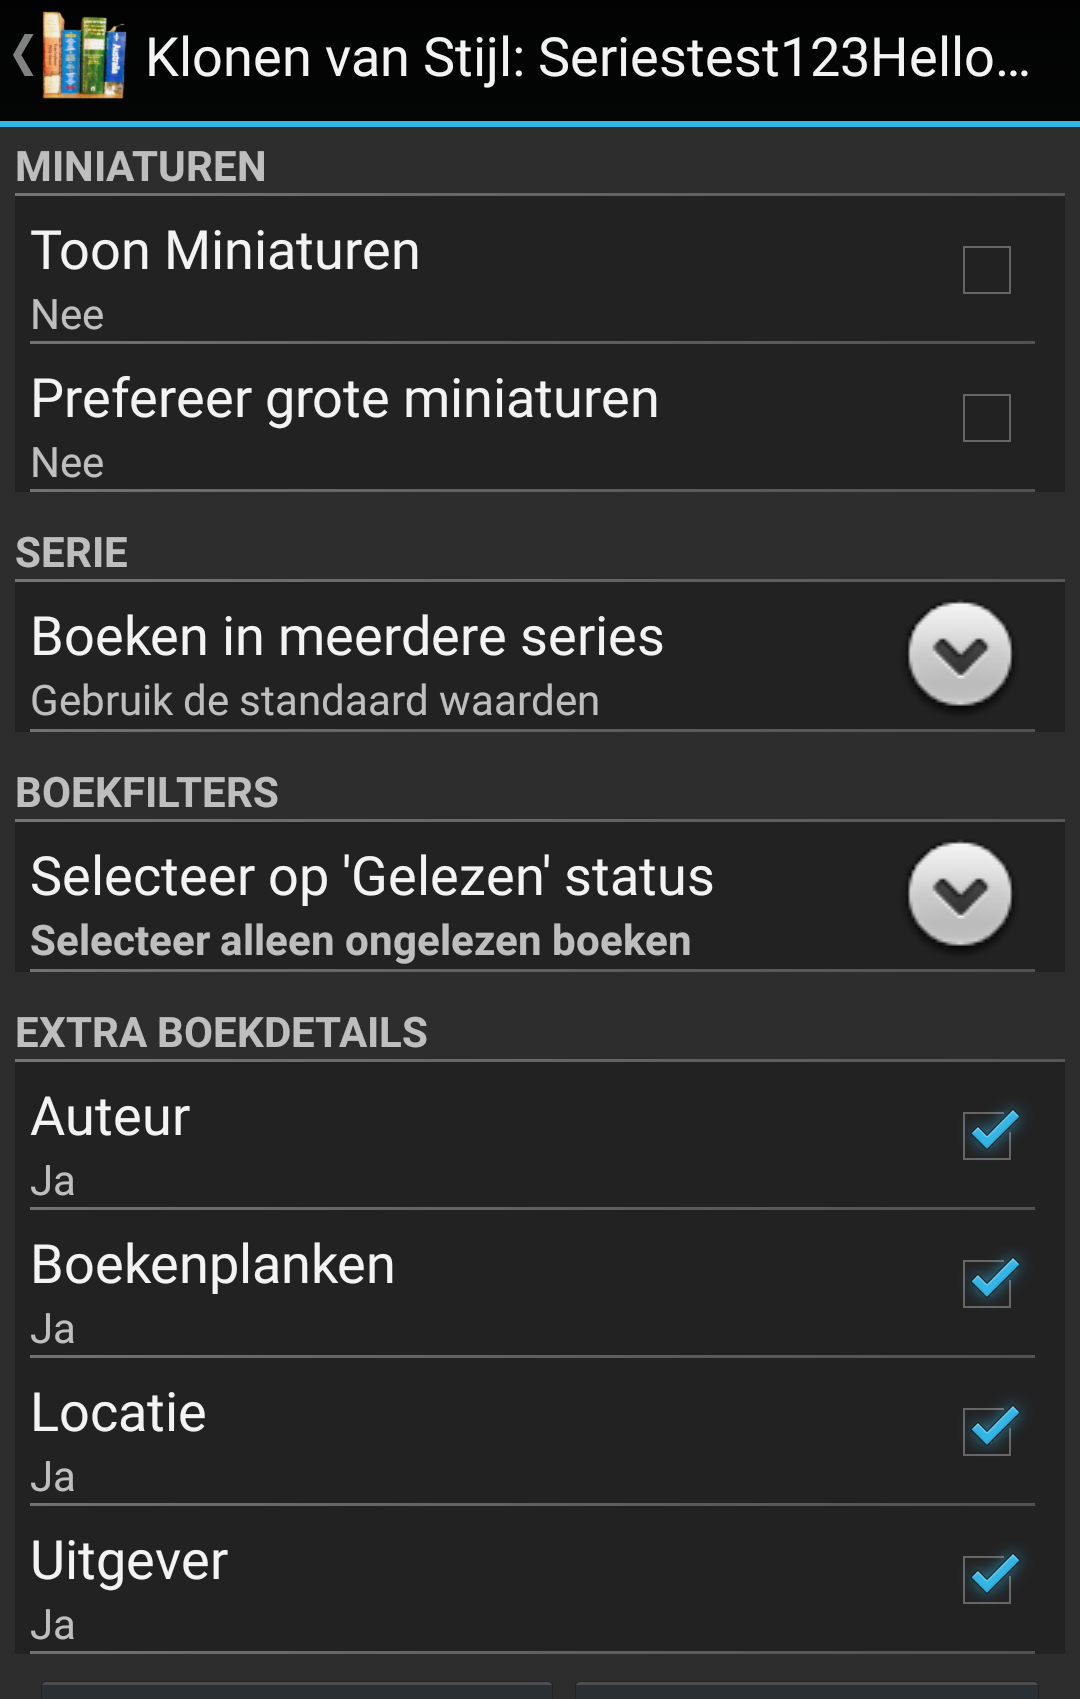 Klonen van Stijl: Seriestest123Hello...
MINIATUREN
Toon Miniaturen
Nee
Prefereer grote miniaturen
Nee
SERIE
Boeken in meerdere series
Gebruik de standaard waarden
BOEKFILTERS
Selecteer op 'Gelezen' status
Selecteer alleen ongelezen boeken
EXTRA BOEKDETAILS
Auteur
Ja
Boekenplanken
Ja
Locatie
Ja
Uitgever
Ja